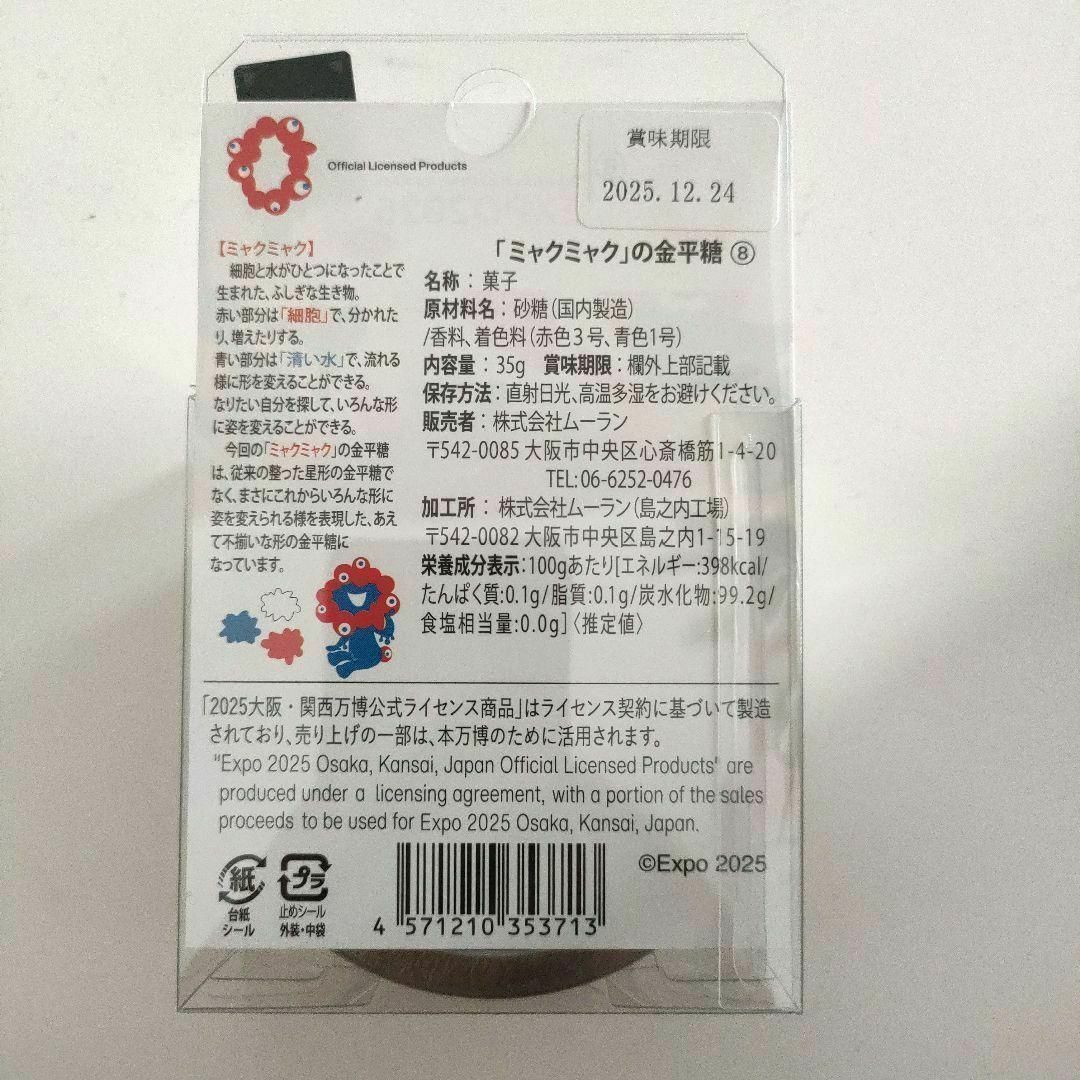 Official Licensed Products
賞味期限
2025.12.24
【ミャクミャク】
細胞と水がひとつになったことで
生まれた、ふしぎな生き物。
赤い部分は「細胞」で、分かれた
り、増えたりする。
青い部分は「清い水」で、流れる
様に形を変えることができる。
なりたい自分を探して、いろんな形
に姿を変えることができる。
今回の「ミャクミャク」の金平糖
は、従来の整った星形の金平糖で
なく、まさにこれからいろんな形に
姿を変えられる様を表現した、あえ
て不揃いな形の金平糖に
なっています。
「ミャクミャク」の金平糖 ⑧
名称:菓子
原材料名:砂糖(国内製造)
/香料、着色料(赤色3号、青色1号)
内容量:35g 賞味期限:欄外上部記載
保存方法:直射日光、高温多湿をお避けください。
販売者:株式会社ムーラン
〒542-0085 大阪市中央区心斎橋筋1-4-20
TEL:06-6252-0476
加工所:株式会社ムーラン(島之内工場)
〒542-0082 大阪市中央区島之内1-15-19
栄養成分表示:100gあたり[エネルギー:398kcal/
たんぱく質:0.1g/脂質:0.1g/炭水化物:99.2g/
食塩相当量:0.0g]〈推定値〉
「2025大阪・関西万博公式ライセンス商品」はライセンス契約に基づいて製造
されており、売り上げの一部は、本万博のために活用されます。
"Expo 2025 Osaka, Kansai, Japan Official Licensed Products" are
produced under a licensing agreement, with a portion of the sales
proceeds to be used for Expo 2025 Osaka, Kansai, Japan.
©Expo 2025
紙
台紙
シール
プラ
止めシール
外装・中袋
4 571210 353713